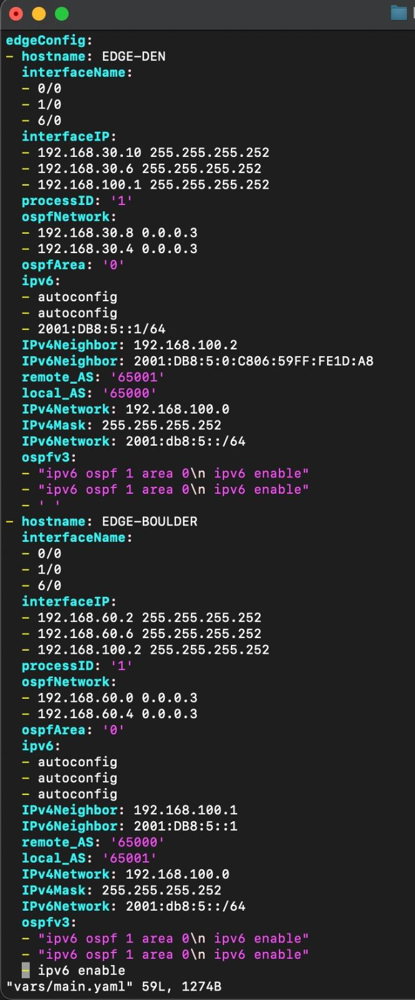 edgeConfig:
- hostname: EDGE-DEN
  interfaceName:
  - 0/0
  - 1/0
  - 6/0
  interfaceIP:
  - 192.168.30.10 255.255.255.252
  - 192.168.30.6 255.255.255.252
  - 192.168.100.1 255.255.255.252
  processID: '1'
  ospfNetwork:
  - 192.168.30.8 0.0.0.3
  - 192.168.30.4 0.0.0.3
  ospfArea: '0'
  ipv6:
  - autoconfig
  - autoconfig
  - 2001:DB8:5::1/64
  IPv4Neighbor: 192.168.100.2
  IPv6Neighbor: 2001:DB8:5:0:C806:59FF:FE1D:A8
  remote_AS: '65001'
  local_AS: '65000'
  IPv4Network: 192.168.100.0
  IPv4Mask: 255.255.255.252
  IPv6Network: 2001:db8:5::/64
  ospfv3:
  - "ipv6 ospf 1 area 0\n ipv6 enable"
  - "ipv6 ospf 1 area 0\n ipv6 enable"
  - ' '
- hostname: EDGE-BOULDER
  interfaceName:
  - 0/0
  - 1/0
  - 6/0
  interfaceIP:
  - 192.168.60.2 255.255.255.252
  - 192.168.60.6 255.255.255.252
  - 192.168.100.2 255.255.255.252
  processID: '1'
  ospfNetwork:
  - 192.168.60.0 0.0.0.3
  - 192.168.60.4 0.0.0.3
  ospfArea: '0'
  ipv6:
  - autoconfig
  - autoconfig
  - autoconfig
  IPv4Neighbor: 192.168.100.1
  IPv6Neighbor: 2001:DB8:5::1
  remote_AS: '65000'
  local_AS: '65001'
  IPv4Network: 192.168.100.0
  IPv4Mask: 255.255.255.252
  IPv6Network: 2001:db8:5::/64
  ospfv3:
  - "ipv6 ospf 1 area 0\n ipv6 enable"
  - "ipv6 ospf 1 area 0\n ipv6 enable"
  - ipv6 enable
"vars/main.yaml" 59L, 1274B